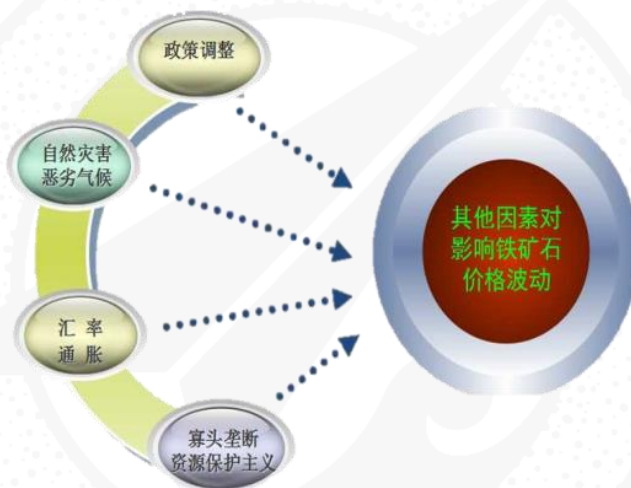 政策调整
自然灾害
恶劣气候
汇 率
通 胀
寡头垄断
资源保护主义
其他因素对
影响铁矿石
价格波动